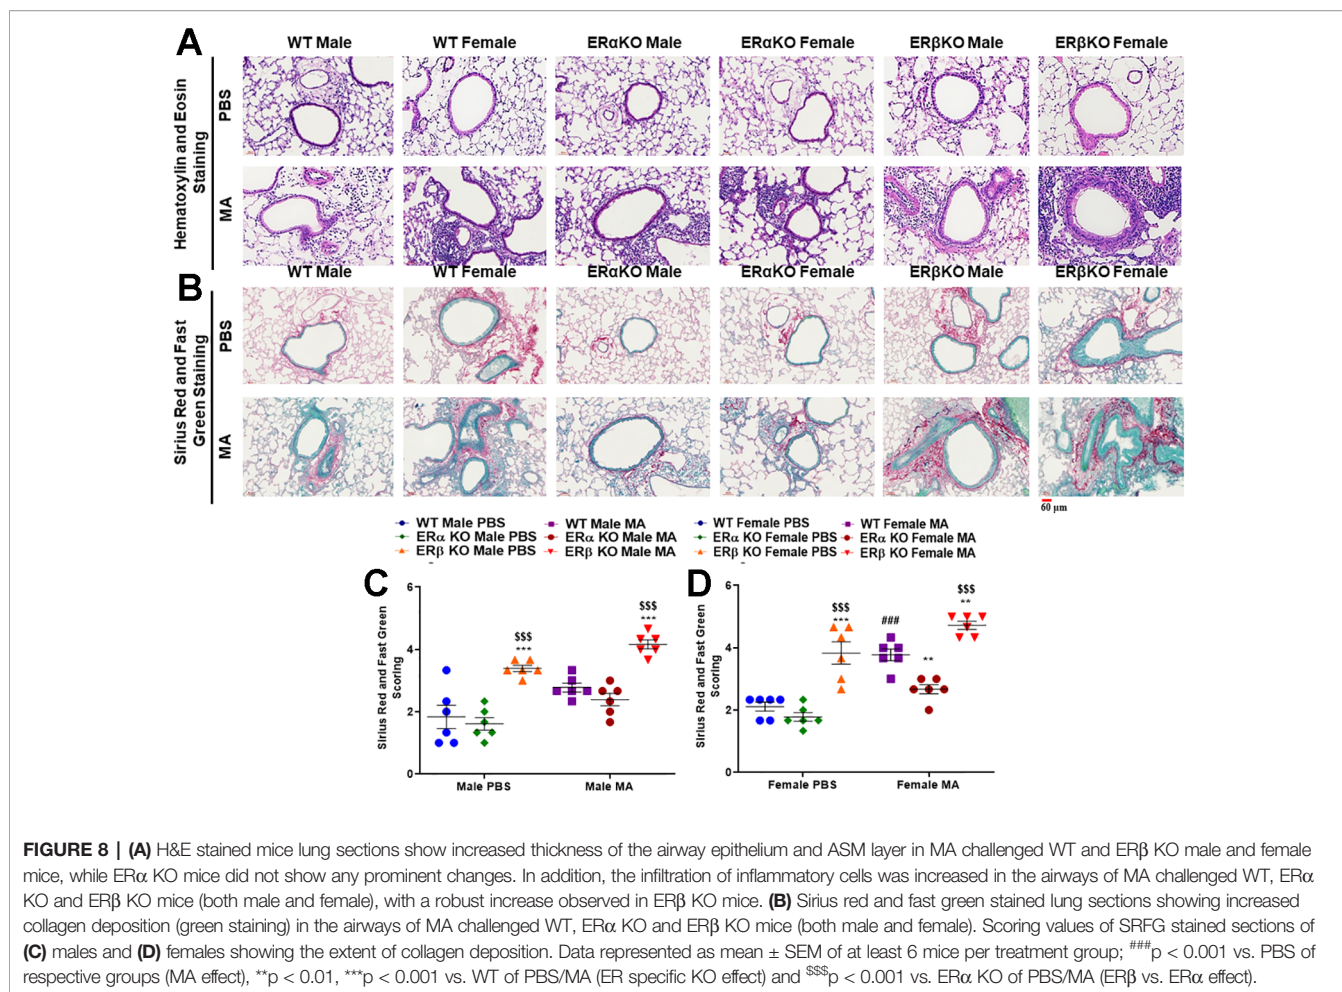 A
WT Male WT Female ERαKO Male ERαKO Female ERβKO Male ERβKO Female
Hematoxylin and Eosin
Staining
PBS
MA
B
WT Male WT Female ERαKO Male ERαKO Female ERβKO Male ERβKO Female
Sirius Red and Fast
Green Staining
PBS
MA
60 μm
WT Male PBS WT Male MA WT Female PBS WT Female MA
ERα KO Male PBS ERα KO Male MA ERα KO Female PBS ERα KO Female MA
ERβ KO Male PBS ERβ KO Male MA ERβ KO Female PBS ERβ KO Female MA
C
Sirius Red and Fast Green
Scoring
6
4
2
0
$$$
***
$$$
***
Male PBS Male MA
D
Sirius Red and Fast Green
Scoring
6
4
2
0
$$$
***
###
**
$$$
**
Female PBS Female MA
FIGURE 8 | (A) H&E stained mice lung sections show increased thickness of the airway epithelium and ASM layer in MA challenged WT and ERβ KO male and female
mice, while ERα KO mice did not show any prominent changes. In addition, the infiltration of inflammatory cells was increased in the airways of MA challenged WT, ERα
KO and ERβ KO mice (both male and female), with a robust increase observed in ERβ KO mice. (B) Sirius red and fast green stained lung sections showing increased
collagen deposition (green staining) in the airways of MA challenged WT, ERα KO and ERβ KO mice (both male and female). Scoring values of SRFG stained sections of
(C) males and (D) females showing the extent of collagen deposition. Data represented as mean ± SEM of at least 6 mice per treatment group; ###p < 0.001 vs. PBS of
respective groups (MA effect), **p < 0.01, ***p < 0.001 vs. WT of PBS/MA (ER specific KO effect) and $$$p < 0.001 vs. ERα KO of PBS/MA (ERβ vs. ERα effect).